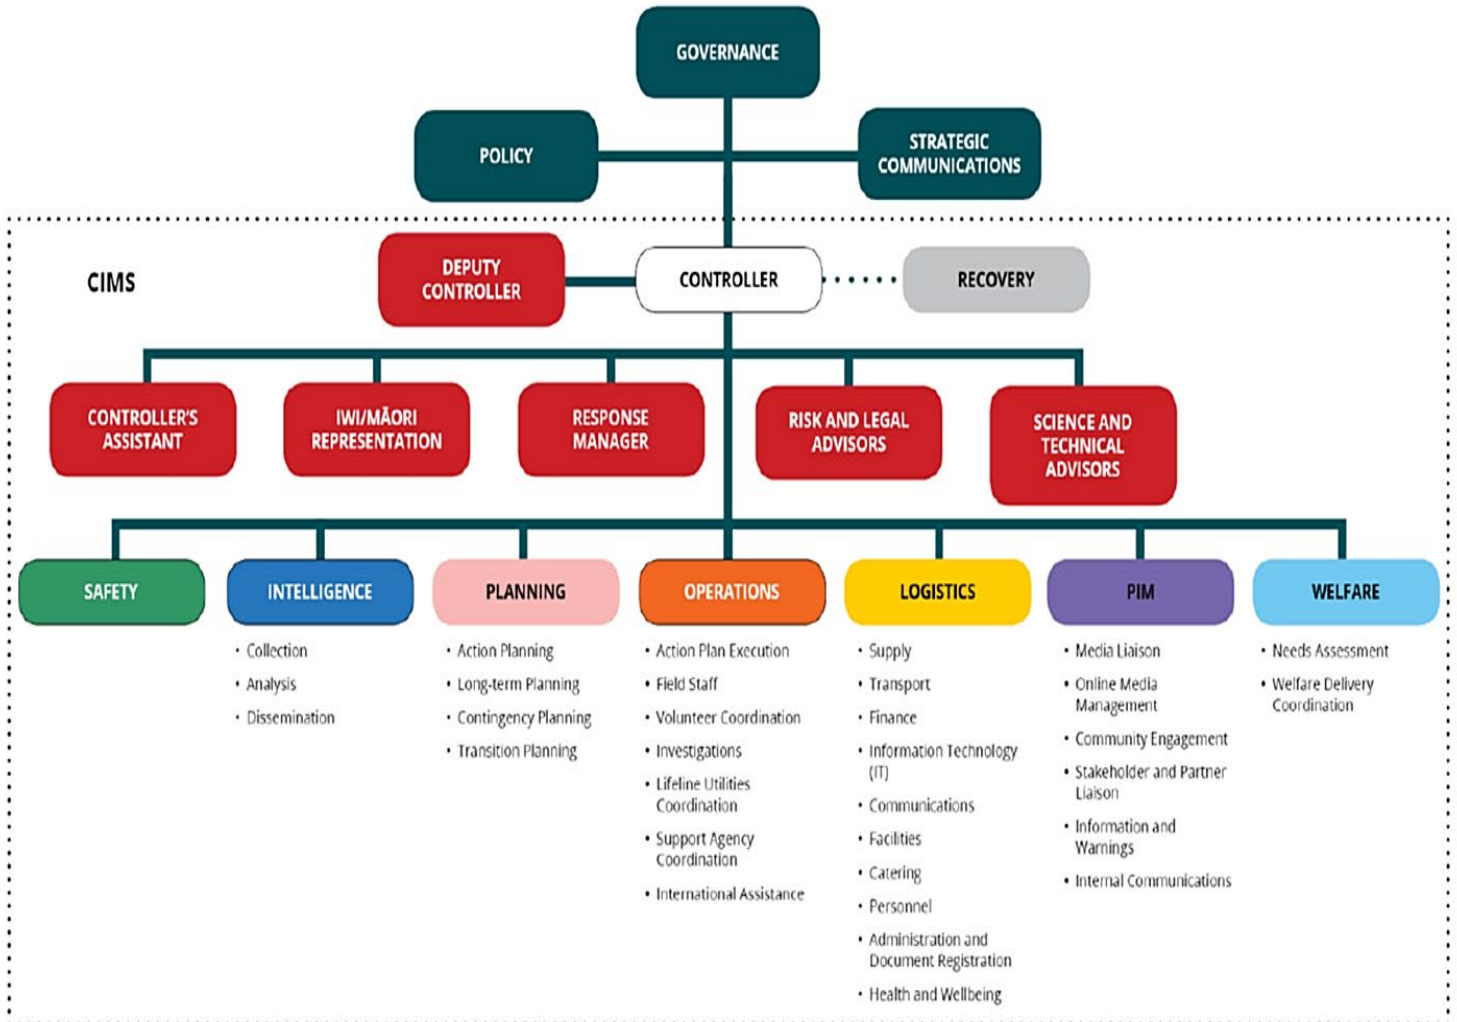 GOVERNANCE
POLICY
STRATEGIC
COMMUNICATIONS
CIMS
DEPUTY
CONTROLLER
CONTROLLER
RECOVERY
CONTROLLER'S
ASSISTANT
IWI/MĀORI
REPRESENTATION
RESPONSE
MANAGER
RISK AND LEGAL
ADVISORS
SCIENCE AND
TECHNICAL
ADVISORS
SAFETY
INTELLIGENCE
• Collection
• Analysis
• Dissemination
PLANNING
• Action Planning
• Long-term Planning
• Contingency Planning
• Transition Planning
OPERATIONS
• Action Plan Execution
• Field Staff
• Volunteer Coordination
• Investigations
• Lifeline Utilities
Coordination
• Support Agency
Coordination
• International Assistance
LOGISTICS
• Supply
• Transport
• Finance
• Information Technology
(IT)
• Communications
• Facilities
• Catering
• Personnel
• Administration and
Document Registration
• Health and Wellbeing
PIM
• Media Liaison
• Online Media
Management
• Community Engagement
• Stakeholder and Partner
Liaison
• Information and
Warnings
• Internal Communications
WELFARE
• Needs Assessment
• Welfare Delivery
Coordination